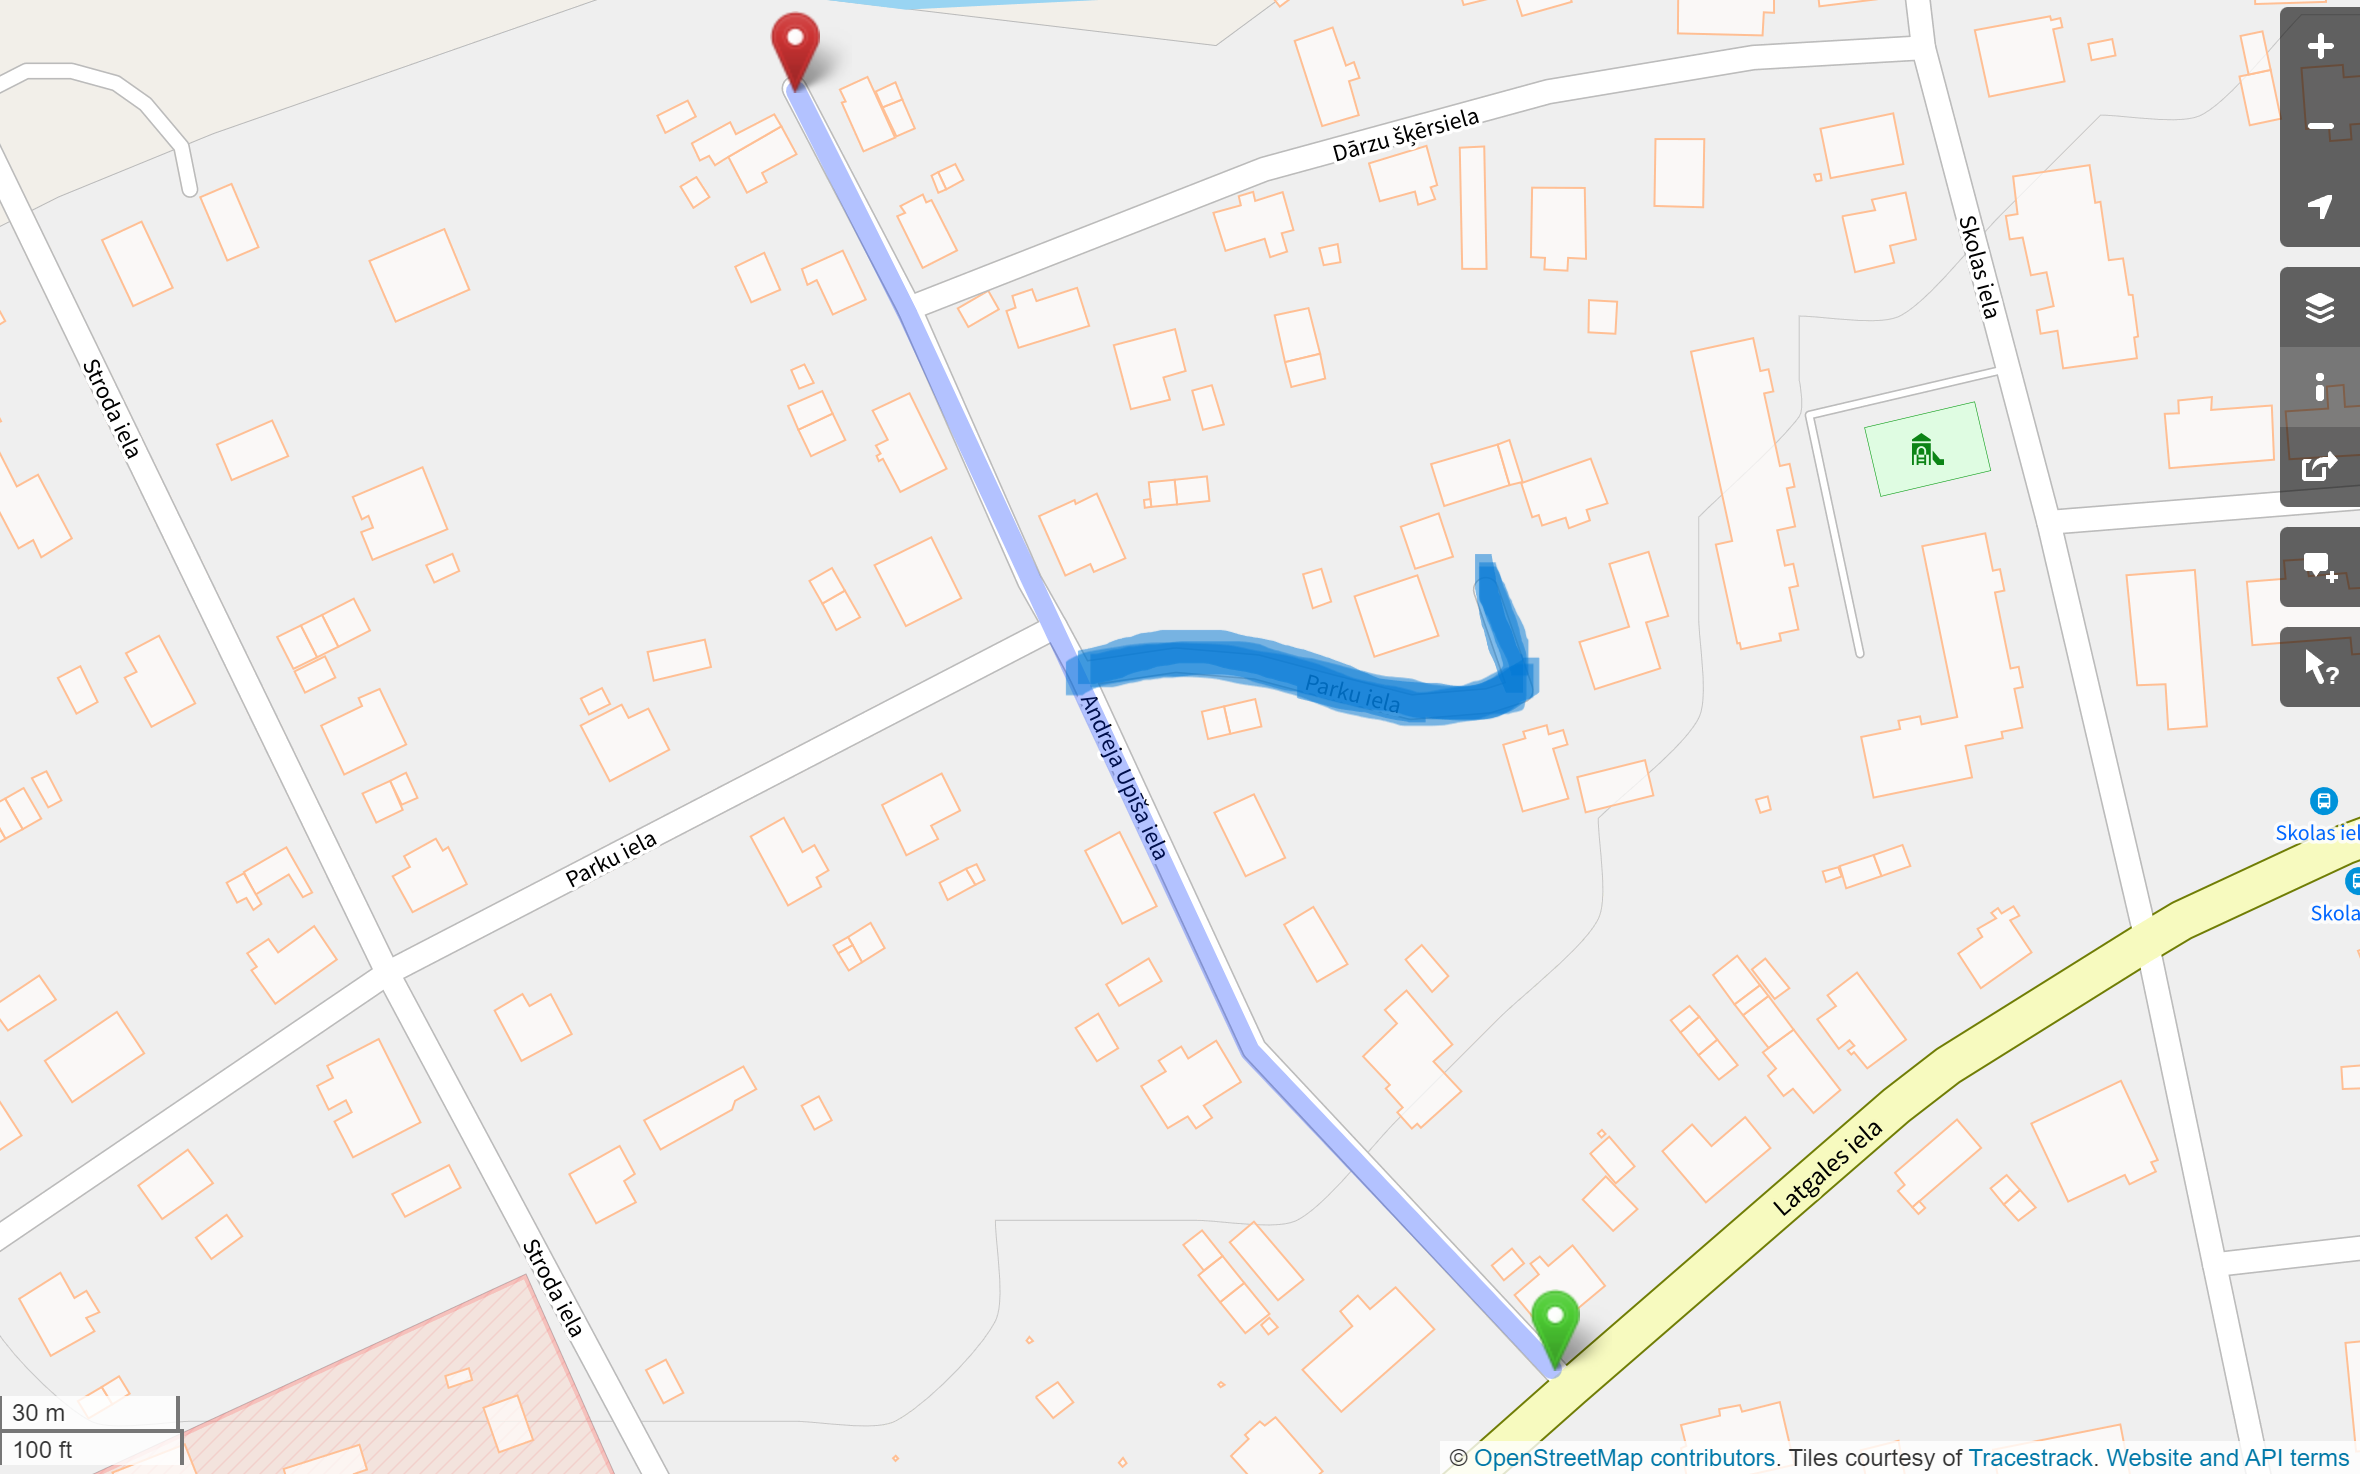 Dārzu šķērsiela
Skolas iela
Stroda iela
Parku iela
Andreja Upīša iela
Parku iela
Skolas iel
Skola
Latgales iela
Stroda iela
30 m
100 ft
© OpenStreetMap contributors. Tiles courtesy of Tracestrack. Website and API terms